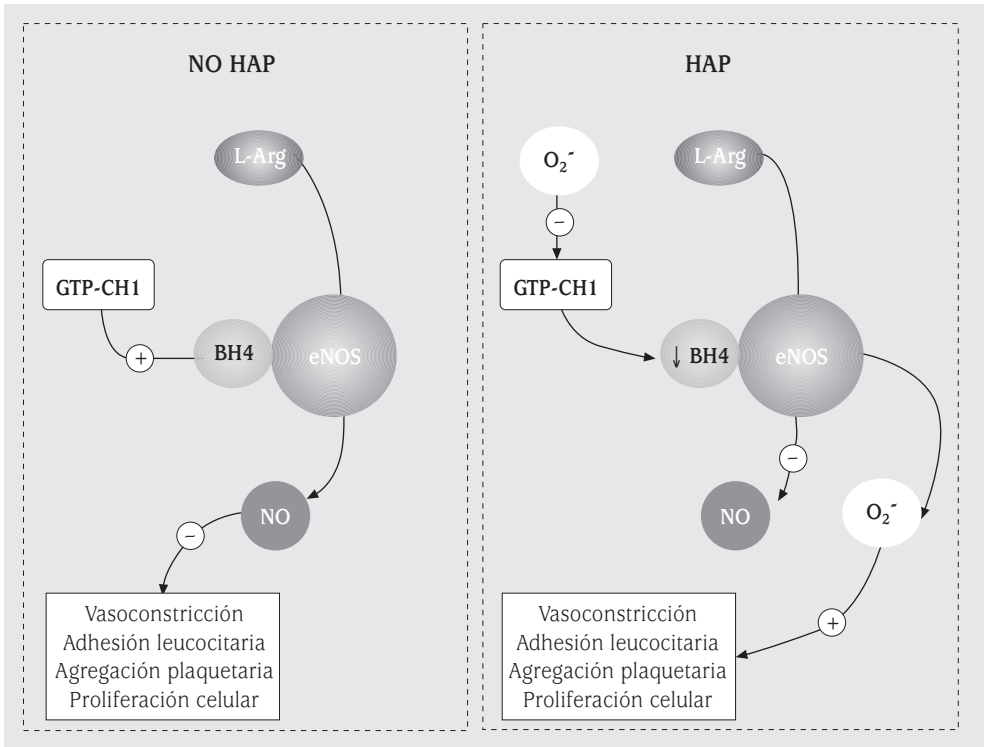 NO HAP
L-Arg
GTP-CH1
+
BH4
eNOS
NO
−
Vasoconstricción
Adhesión leucocitaria
Agregación plaquetaria
Proliferación celular
HAP
O₂⁻
L-Arg
−
GTP-CH1
↓ BH4
eNOS
−
NO
O₂⁻
+
Vasoconstricción
Adhesión leucocitaria
Agregación plaquetaria
Proliferación celular